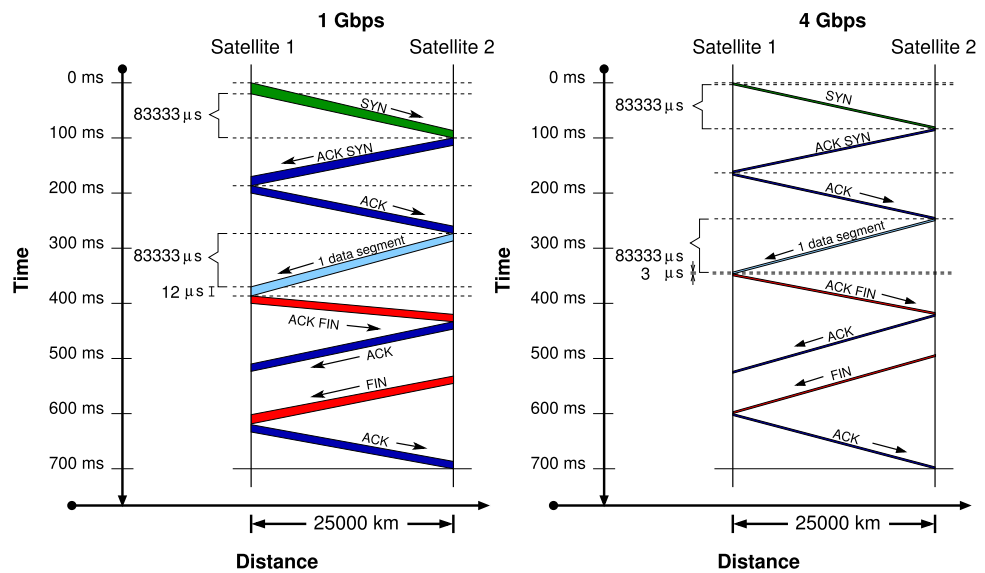 1 Gbps
Satellite 1 Satellite 2
0 ms
83333 μs
100 ms
200 ms
300 ms
83333 μs
12 μs
400 ms
500 ms
600 ms
700 ms
Time
SYN
ACK SYN
ACK
1 data segment
ACK FIN
ACK
FIN
ACK
25000 km
Distance
4 Gbps
Satellite 1 Satellite 2
0 ms
83333 μs
100 ms
200 ms
300 ms
83333 μs
3 μs
400 ms
500 ms
600 ms
700 ms
Time
SYN
ACK SYN
ACK
1 data segment
ACK FIN
ACK
FIN
ACK
25000 km
Distance